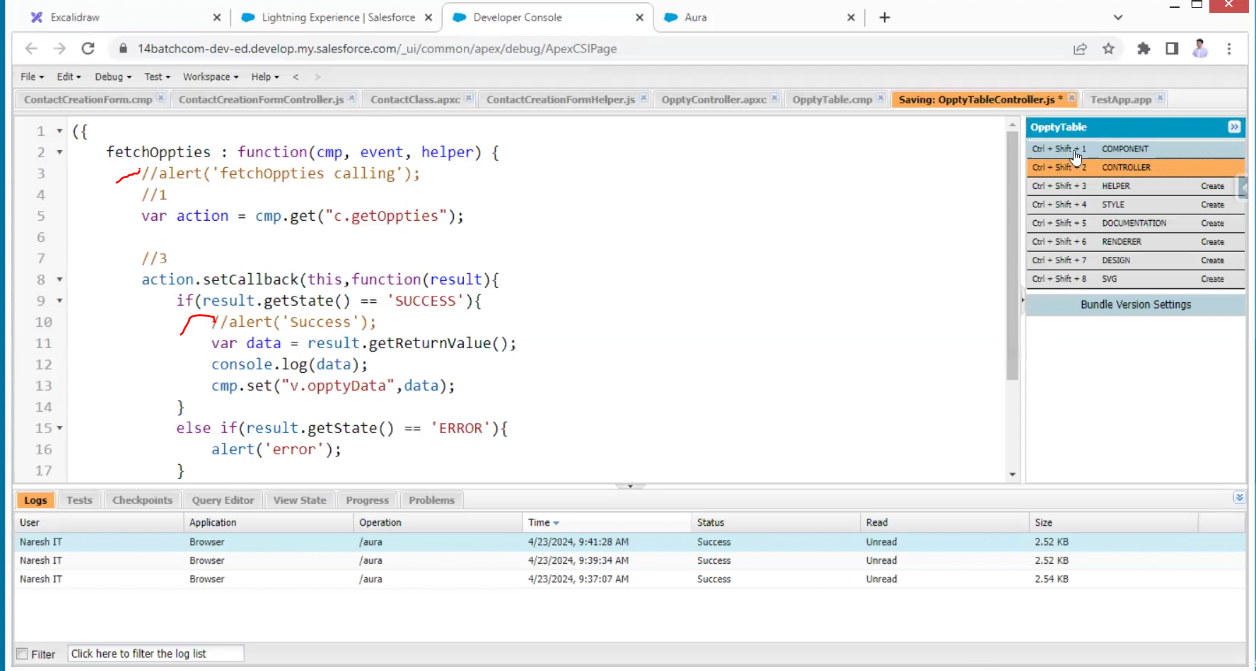 Excalidraw
Lightning Experience | Salesforce
Developer Console
Aura
14batchcom-dev-ed.develop.my.salesforce.com/_ui/common/apex/debug/ApexCSIPage
File Edit Debug Test Workspace Help < >
ContactCreationForm.cmp ContactCreationFormController.js ContactClass.apxc ContactCreationFormHelper.js OpptyController.apxc OpptyTable.cmp Saving: OpptyTableController.js * TestApp.app
1 ({
2 fetchOppties : function(cmp, event, helper) {
3 //alert('fetchOppties calling');
4 //1
5 var action = cmp.get("c.getOppties");
6
7 //3
8 action.setCallback(this,function(result){
9 if(result.getState() == 'SUCCESS'){
10 //alert('Success');
11 var data = result.getReturnValue();
12 console.log(data);
13 cmp.set("v.opptyData",data);
14 }
15 else if(result.getState() == 'ERROR'){
16 alert('error');
17 }
OpptyTable
Ctrl + Shift + 1 COMPONENT
Ctrl + Shift + 2 CONTROLLER
Ctrl + Shift + 3 HELPER Create
Ctrl + Shift + 4 STYLE Create
Ctrl + Shift + 5 DOCUMENTATION Create
Ctrl + Shift + 6 RENDERER Create
Ctrl + Shift + 7 DESIGN Create
Ctrl + Shift + 8 SVG Create
Bundle Version Settings
Logs Tests Checkpoints Query Editor View State Progress Problems
User Application Operation Time Status Read Size
Naresh IT Browser /aura 4/23/2024, 9:41:28 AM Success Unread 2.52 KB
Naresh IT Browser /aura 4/23/2024, 9:39:34 AM Success Unread 2.52 KB
Naresh IT Browser /aura 4/23/2024, 9:37:07 AM Success Unread 2.54 KB
Filter Click here to filter the log list